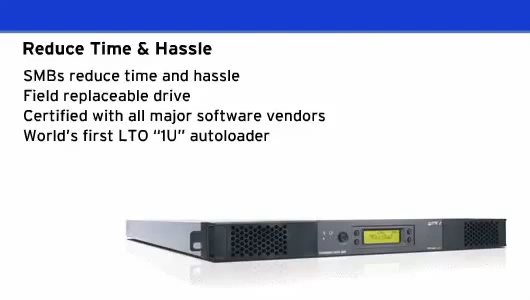 Reduce Time & Hassle
SMBs reduce time and hassle
Field replaceable drive
Certified with all major software vendors
World's first LTO "1U" autoloader